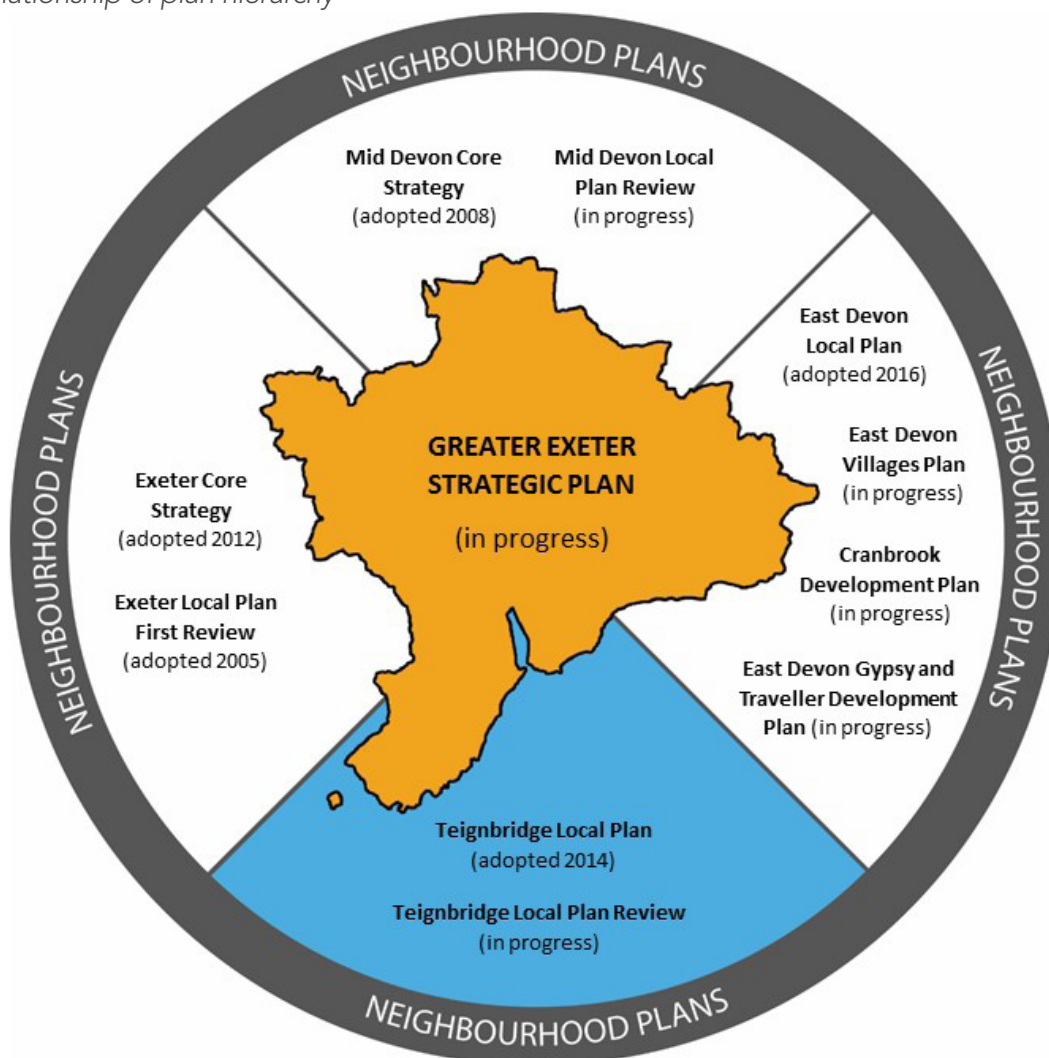 relationship of plan hierarchy
NEIGHBOURHOOD PLANS
Mid Devon Core
Strategy
(adopted 2008)
Mid Devon Local
Plan Review
(in progress)
East Devon
Local Plan
(adopted 2016)
East Devon
Villages Plan
(in progress)
Cranbrook
Development Plan
(in progress)
East Devon Gypsy and
Traveller Development
Plan (in progress)
NEIGHBOURHOOD PLANS
GREATER EXETER
STRATEGIC PLAN
(in progress)
NEIGHBOURHOOD PLANS
Exeter Core
Strategy
(adopted 2012)
Exeter Local Plan
First Review
(adopted 2005)
Teignbridge Local Plan
(adopted 2014)
Teignbridge Local Plan Review
(in progress)
NEIGHBOURHOOD PLANS